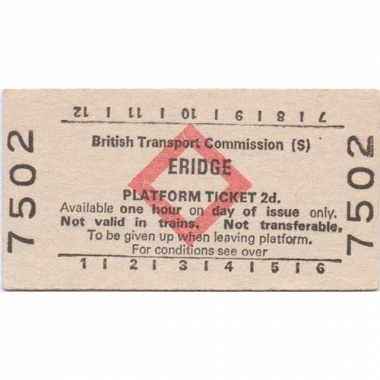 7 | 8 | 9 | 10 | 11 | 12
British Transport Commission (S)
ERIDGE
PLATFORM TICKET 2d.
Available one hour on day of issue only.
Not valid in trains. Not transferable,
To be given up when leaving platform.
For conditions see over
1 | 2 | 3 | 4 | 5 | 6
7502
7502